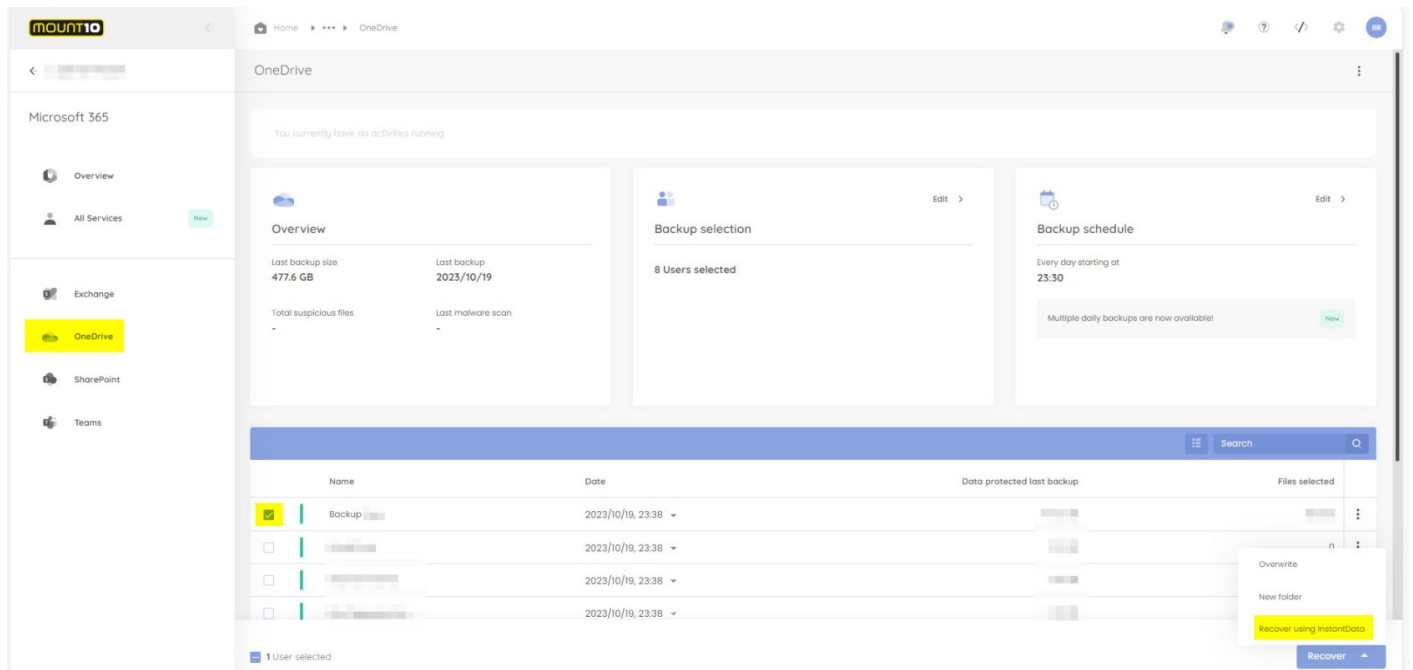 MOUNT10
Home ▸ ••• ▸ OneDrive
BR
OneDrive
Microsoft 365
Overview
All Services New
Exchange
OneDrive
SharePoint
Teams
You currently have no activities running
Overview
Last backup size Last backup
477.6 GB 2023/10/19
Total suspicious files Last malware scan
- -
Edit >
Backup selection
8 Users selected
Edit >
Backup schedule
Every day starting at
23:30
Multiple daily backups are now available! New
Search
Name Date Data protected last backup Files selected
Backup 2023/10/19, 23:38
2023/10/19, 23:38 0
2023/10/19, 23:38
2023/10/19, 23:38
Overwrite
New folder
Recover using InstantData
1 User selected
Recover